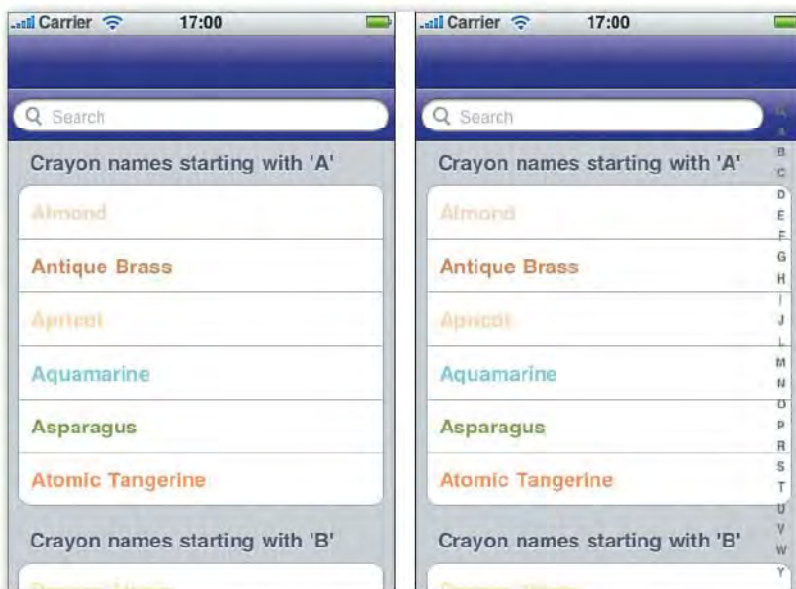 Carrier 17:00
Search
Crayon names starting with 'A'
Almond
Antique Brass
Apricot
Aquamarine
Asparagus
Atomic Tangerine
Crayon names starting with 'B'
Carrier 17:00
Search
Crayon names starting with 'A'
Almond
Antique Brass
Apricot
Aquamarine
Asparagus
Atomic Tangerine
Crayon names starting with 'B'
A
B
C
D
E
F
G
H
I
J
L
M
N
O
P
R
S
T
U
V
W
Y